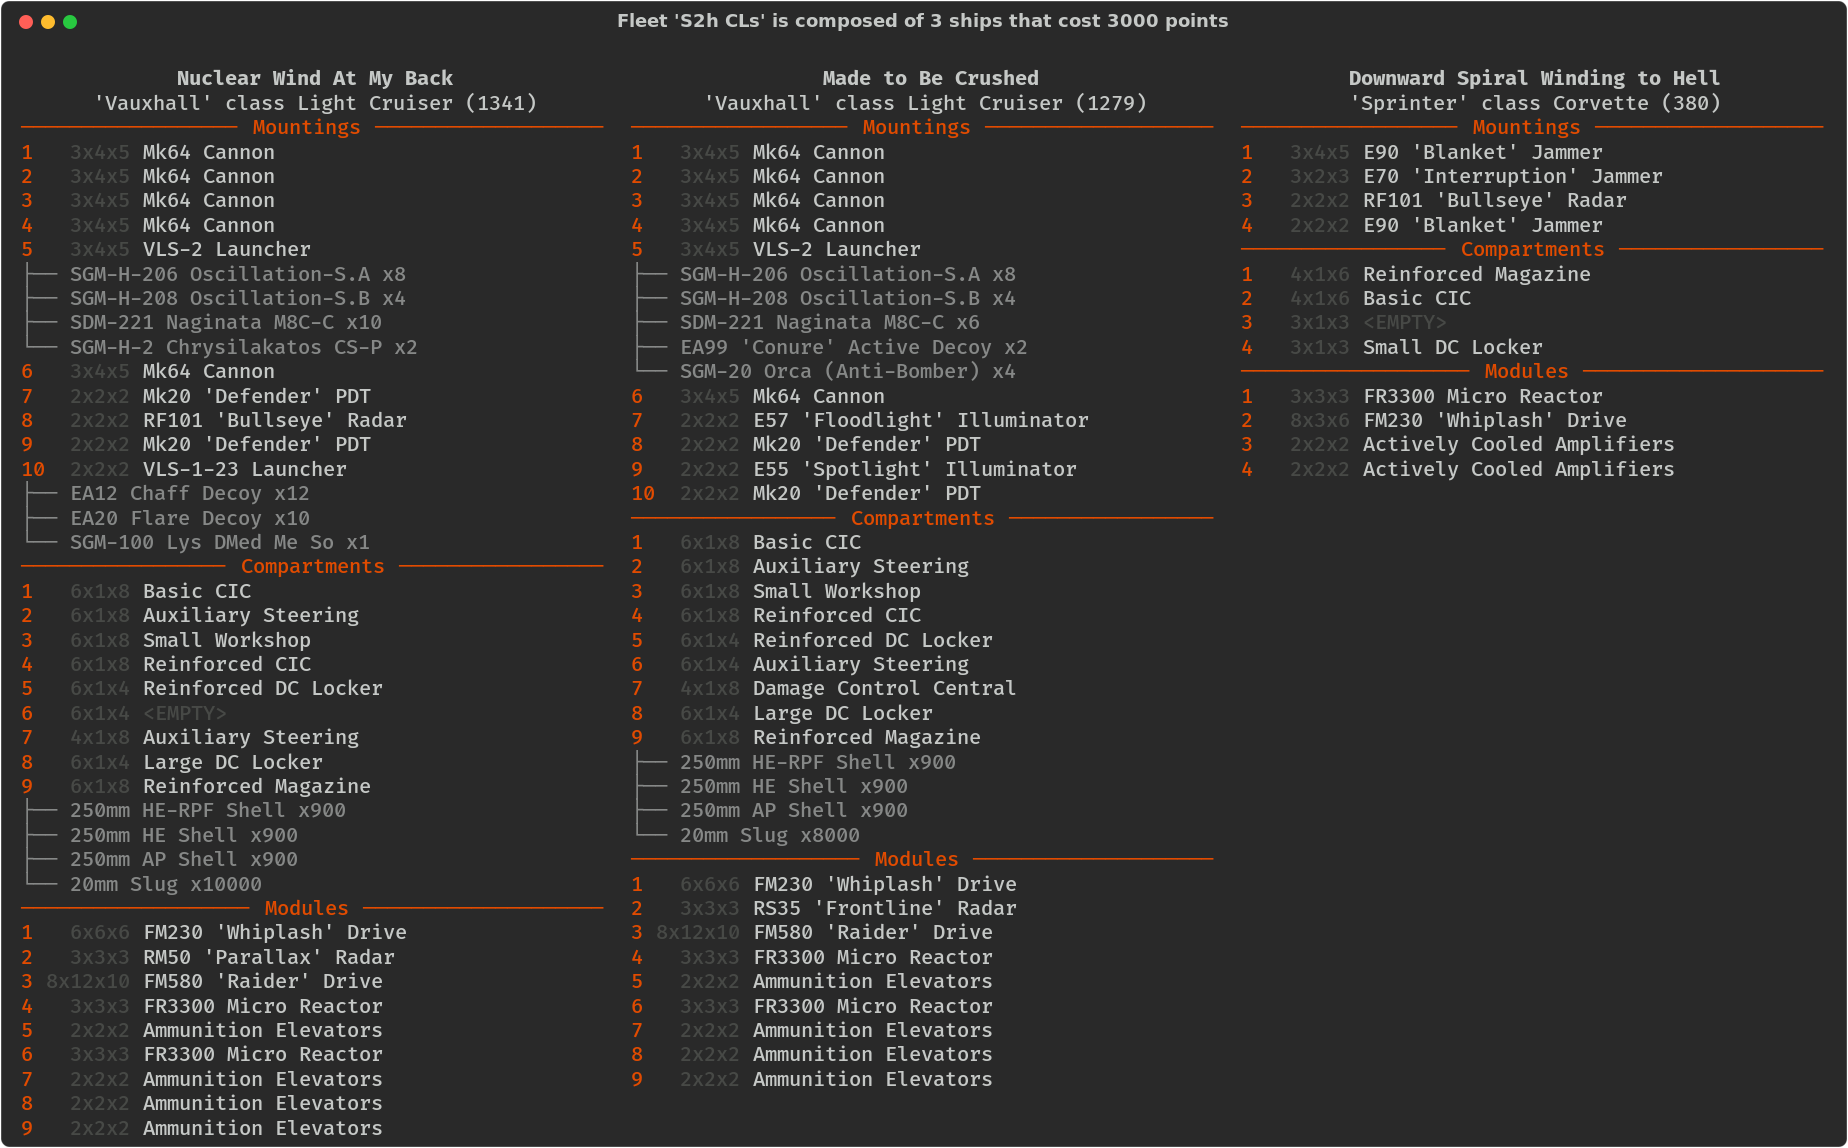 Fleet 'S2h CLs' is composed of 3 ships that cost 3000 points
Nuclear Wind At My Back
'Vauxhall' class Light Cruiser (1341)
Mountings
1 3x4x5 Mk64 Cannon
2 3x4x5 Mk64 Cannon
3 3x4x5 Mk64 Cannon
4 3x4x5 Mk64 Cannon
5 3x4x5 VLS-2 Launcher
SGM-H-206 Oscillation-S.A x8
SGM-H-208 Oscillation-S.B x4
SDM-221 Naginata M8C-C x10
SGM-H-2 Chrysilakatos CS-P x2
6 3x4x5 Mk64 Cannon
7 2x2x2 Mk20 'Defender' PDT
8 2x2x2 RF101 'Bullseye' Radar
9 2x2x2 Mk20 'Defender' PDT
10 2x2x2 VLS-1-23 Launcher
EA12 Chaff Decoy x12
EA20 Flare Decoy x10
SGM-100 Lys DMed Me So x1
Compartments
1 6x1x8 Basic CIC
2 6x1x8 Auxiliary Steering
3 6x1x8 Small Workshop
4 6x1x8 Reinforced CIC
5 6x1x4 Reinforced DC Locker
6 6x1x4 <EMPTY>
7 4x1x8 Auxiliary Steering
8 6x1x4 Large DC Locker
9 6x1x8 Reinforced Magazine
250mm HE-RPF Shell x900
250mm HE Shell x900
250mm AP Shell x900
20mm Slug x10000
Modules
1 6x6x6 FM230 'Whiplash' Drive
2 3x3x3 RM50 'Parallax' Radar
3 8x12x10 FM580 'Raider' Drive
4 3x3x3 FR3300 Micro Reactor
5 2x2x2 Ammunition Elevators
6 3x3x3 FR3300 Micro Reactor
7 2x2x2 Ammunition Elevators
8 2x2x2 Ammunition Elevators
9 2x2x2 Ammunition Elevators
Made to Be Crushed
'Vauxhall' class Light Cruiser (1279)
Mountings
1 3x4x5 Mk64 Cannon
2 3x4x5 Mk64 Cannon
3 3x4x5 Mk64 Cannon
4 3x4x5 Mk64 Cannon
5 3x4x5 VLS-2 Launcher
SGM-H-206 Oscillation-S.A x8
SGM-H-208 Oscillation-S.B x4
SDM-221 Naginata M8C-C x6
EA99 'Conure' Active Decoy x2
SGM-20 Orca (Anti-Bomber) x4
6 3x4x5 Mk64 Cannon
7 2x2x2 E57 'Floodlight' Illuminator
8 2x2x2 Mk20 'Defender' PDT
9 2x2x2 E55 'Spotlight' Illuminator
10 2x2x2 Mk20 'Defender' PDT
Compartments
1 6x1x8 Basic CIC
2 6x1x8 Auxiliary Steering
3 6x1x8 Small Workshop
4 6x1x8 Reinforced CIC
5 6x1x4 Reinforced DC Locker
6 6x1x4 Auxiliary Steering
7 4x1x8 Damage Control Central
8 6x1x4 Large DC Locker
9 6x1x8 Reinforced Magazine
250mm HE-RPF Shell x900
250mm HE Shell x900
250mm AP Shell x900
20mm Slug x8000
Modules
1 6x6x6 FM230 'Whiplash' Drive
2 3x3x3 RS35 'Frontline' Radar
3 8x12x10 FM580 'Raider' Drive
4 3x3x3 FR3300 Micro Reactor
5 2x2x2 Ammunition Elevators
6 3x3x3 FR3300 Micro Reactor
7 2x2x2 Ammunition Elevators
8 2x2x2 Ammunition Elevators
9 2x2x2 Ammunition Elevators
Downward Spiral Winding to Hell
'Sprinter' class Corvette (380)
Mountings
1 3x4x5 E90 'Blanket' Jammer
2 3x2x3 E70 'Interruption' Jammer
3 2x2x2 RF101 'Bullseye' Radar
4 2x2x2 E90 'Blanket' Jammer
Compartments
1 4x1x6 Reinforced Magazine
2 4x1x6 Basic CIC
3 3x1x3 <EMPTY>
4 3x1x3 Small DC Locker
Modules
1 3x3x3 FR3300 Micro Reactor
2 8x3x6 FM230 'Whiplash' Drive
3 2x2x2 Actively Cooled Amplifiers
4 2x2x2 Actively Cooled Amplifiers